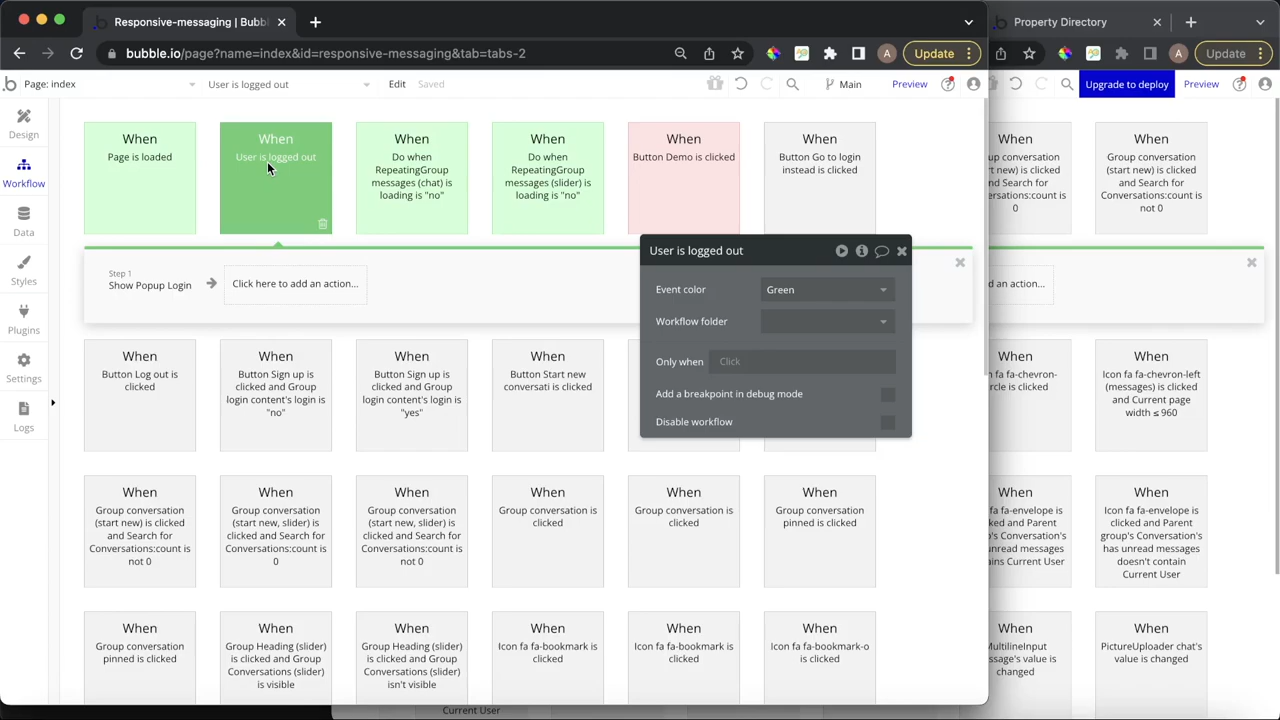 Responsive-messaging | Bubb
Property Directory
bubble.io/page?name=index&id=responsive-messaging&tab=tabs-2
A
Update
A
Update
Page: index
User is logged out
Edit
Saved
Main
Preview
Upgrade to deploy
Preview
Design
Workflow
Data
Styles
Plugins
Settings
Logs
When
Page is loaded
When
User is logged out
When
Do when
RepeatingGroup
messages (chat) is
loading is "no"
When
Do when
RepeatingGroup
messages (slider) is
loading is "no"
When
Button Demo is clicked
When
Button Go to login
instead is clicked
up conversation
rt new) is clicked
and Search for
onversations:count is
0
When
Group conversation
(start new) is clicked
and Search for
Conversations:count is
not 0
Step 1
Show Popup Login
Click here to add an action...
d an action...
User is logged out
Event color
Green
Workflow folder
Only when
Click
Add a breakpoint in debug mode
Disable workflow
When
Button Log out is
clicked
When
Button Sign up is
clicked and Group
login content's login is
"no"
When
Button Sign up is
clicked and Group
login content's login is
"yes"
When
Button Start new
conversati is clicked
When
n fa fa-chevron-
rcle is clicked
When
Icon fa fa-chevron-left
(messages) is clicked
and Current page
width ≤ 960
When
Group conversation
(start new) is clicked
and Search for
Conversations:count is
not 0
When
Group conversation
(start new, slider) is
clicked and Search for
Conversations:count is
0
When
Group conversation
(start new, slider) is
clicked and Search for
Conversations:count is
not 0
When
Group conversation is
clicked
When
Group conversation is
clicked
When
Group conversation
pinned is clicked
When
n fa fa-envelope is
cked and Parent
oup's Conversation's
unread messages
ains Current User
When
Icon fa fa-envelope is
clicked and Parent
group's Conversation's
has unread messages
doesn't contain
Current User
When
Group conversation
pinned is clicked
When
Group Heading (slider)
is clicked and Group
Conversations (slider)
is visible
When
Group Heading (slider)
is clicked and Group
Conversations (slider)
isn't visible
When
Icon fa fa-bookmark is
clicked
When
Icon fa fa-bookmark is
clicked
When
Icon fa fa-bookmark-o
is clicked
When
MultilineInput
ssage's value is
changed
When
PictureUploader chat's
value is changed
Current User